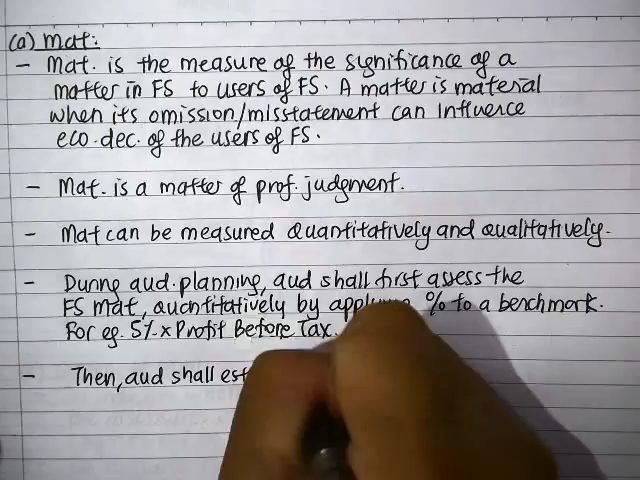 (a) Mat:
- Mat. is the measure of the significance of a
matter in FS to users of FS. A matter is material
when its omission/misstatement can influence
eco. dec. of the users of FS.
- Mat. is a matter of prof. judgment.
- Mat can be measured quantitatively and qualitatively.
- During aud. planning, aud shall first assess the
FS mat, quantitatively by applying % to a benchmark.
For eg. 5% x Profit Before Tax.
- Then, aud shall est